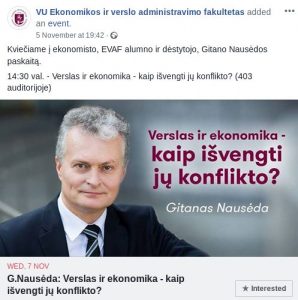 VU Ekonomikos ir verslo administravimo fakultetas added
an event.
5 November at 19:42 ·
Kviečiame į ekonomisto, EVAF alumno ir dėstytojo, Gitano Nausėdos
paskaitą.
14:30 val. - Verslas ir ekonomika - kaip išvengti jų konflikto? (403
auditorijoje)
Verslas ir ekonomika -
kaip išvengti
jų konflikto?
Gitanas Nausėda
WED, 7 NOV
G.Nausėda: Verslas ir ekonomika - kaip
išvengti jų konflikto?
★ Interested